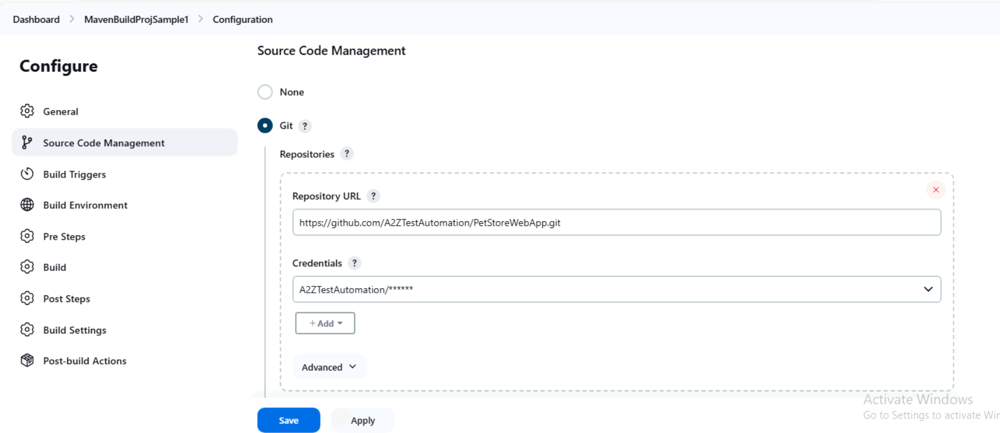 Dashboard > MavenBuildProjSample1 > Configuration
Configure
General
Source Code Management
Build Triggers
Build Environment
Pre Steps
Build
Post Steps
Build Settings
Post-build Actions
Source Code Management
None
Git ?
Repositories ?
Repository URL ?
https://github.com/A2ZTestAutomation/PetStoreWebApp.git
Credentials ?
A2ZTestAutomation/******
+ Add
Advanced
Save Apply
Activate Windows
Go to Settings to activate Wir